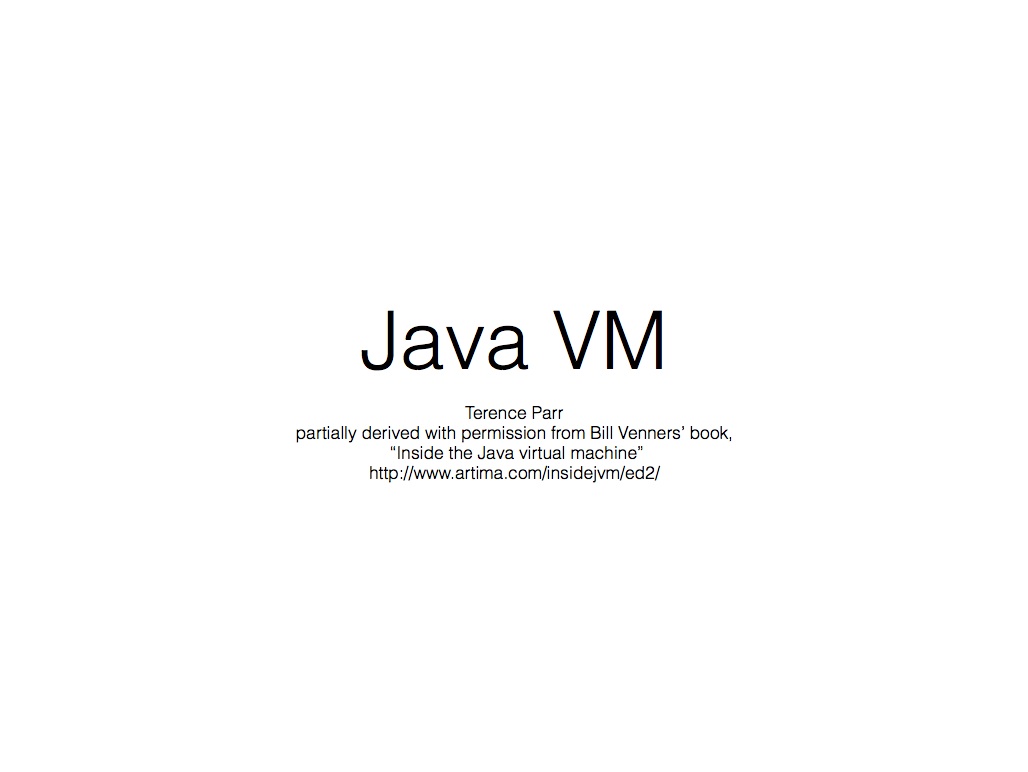 Java VM
Terence Parr
partially derived with permission from Bill Venners’ book,
“Inside the Java virtual machine”
http://www.artima.com/insidejvm/ed2/